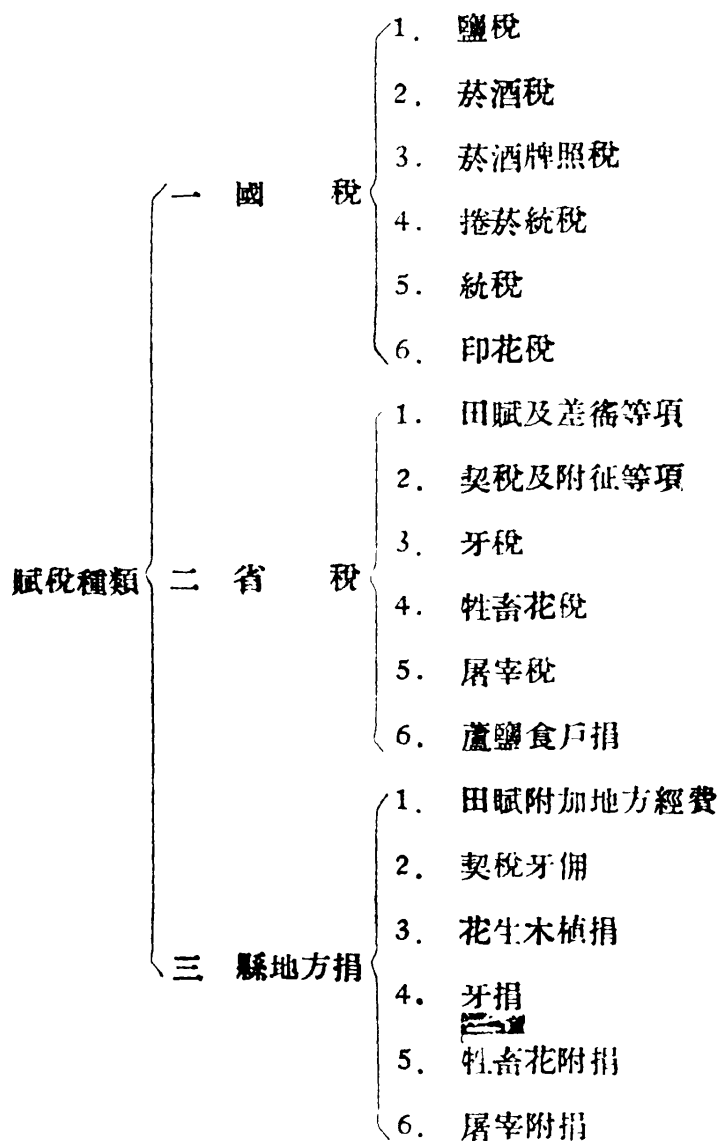 賦稅種類
一 國 稅
1. 鹽稅
2. 菸酒稅
3. 菸酒牌照稅
4. 捲菸統稅
5. 統稅
6. 印花稅
二 省 稅
1. 田賦及差徭等項
2. 契稅及附征等項
3. 牙稅
4. 牲畜花稅
5. 屠宰稅
6. 蘆鹽食戶捐
三 縣地方捐
1. 田賦附加地方經費
2. 契稅牙佣
3. 花生木植捐
4. 牙捐
5. 牲畜花附捐
6. 屠宰附捐